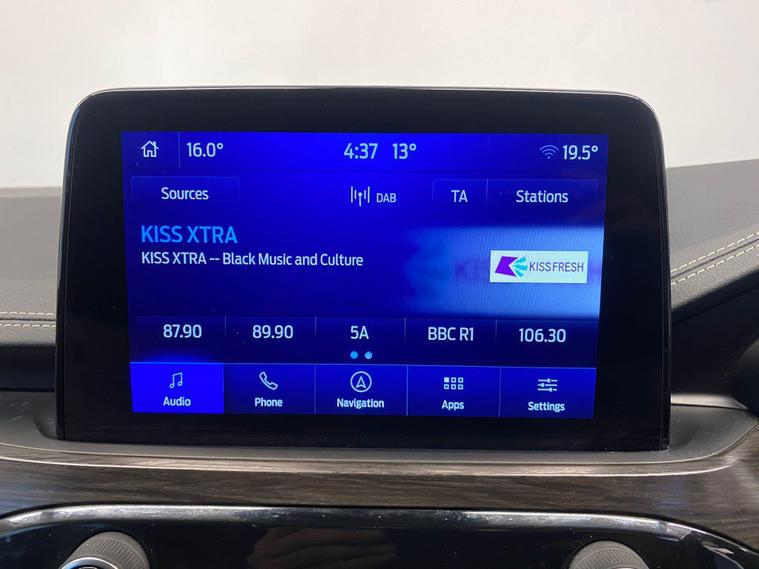 16.0° 4:37 13° 19.5°
Sources DAB TA Stations
KISS XTRA
KISS XTRA -- Black Music and Culture
KISS FRESH
87.90 89.90 5A BBC R1 106.30
Audio Phone Navigation Apps Settings